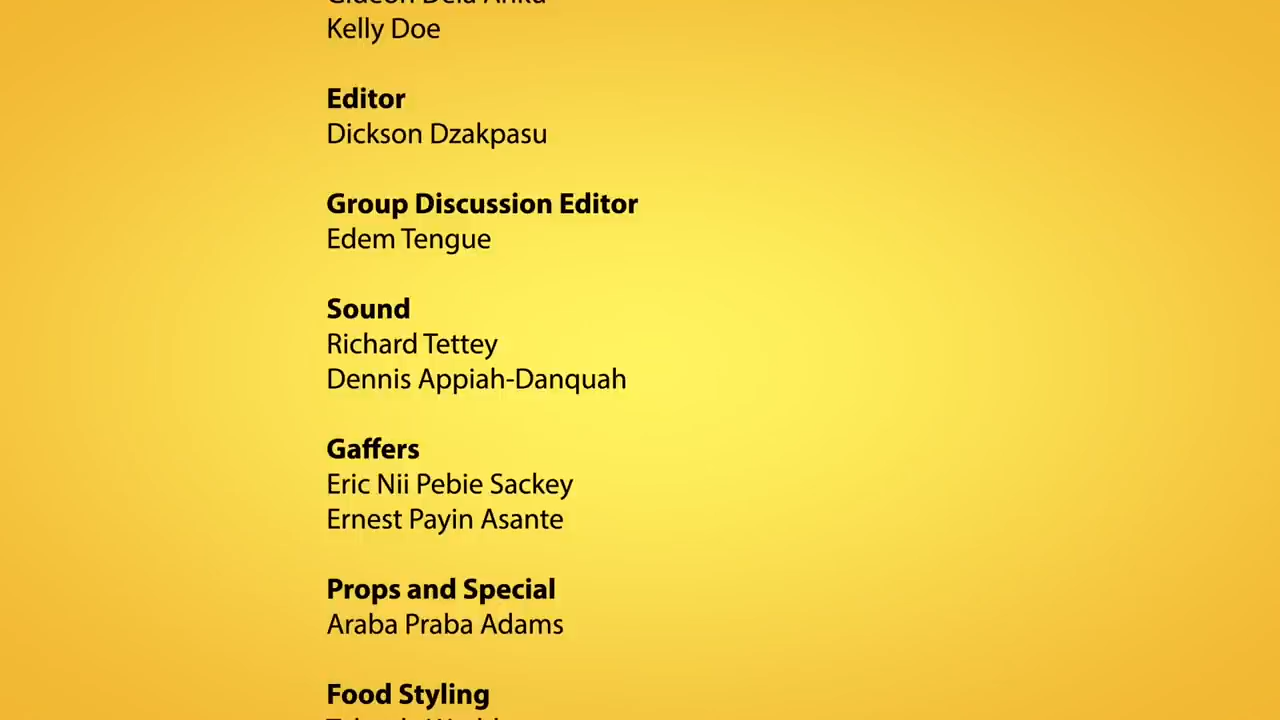 Kelly Doe
Editor
Dickson Dzakpasu
Group Discussion Editor
Edem Tengue
Sound
Richard Tettey
Dennis Appiah-Danquah
Gaffers
Eric Nii Pebie Sackey
Ernest Payin Asante
Props and Special
Araba Praba Adams
Food Styling